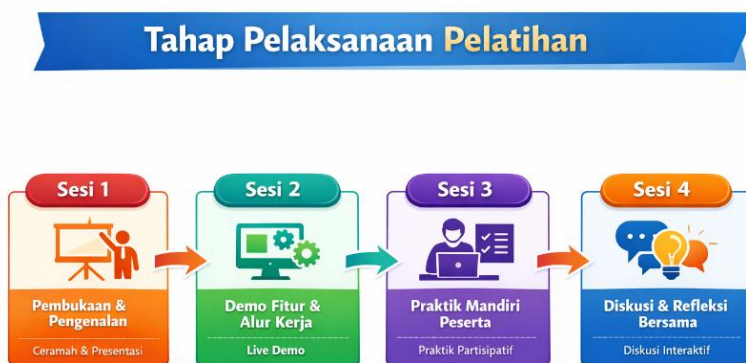 Tahap Pelaksanaan Pelatihan
Sesi 1
Pembukaan &
Pengenalan
Ceramah & Presentasi
Sesi 2
Demo Fitur &
Alur Kerja
Live Demo
Sesi 3
Praktik Mandiri
Peserta
Praktik Partisipatif
Sesi 4
Diskusi & Refleksi
Bersama
Diskusi Interaktif